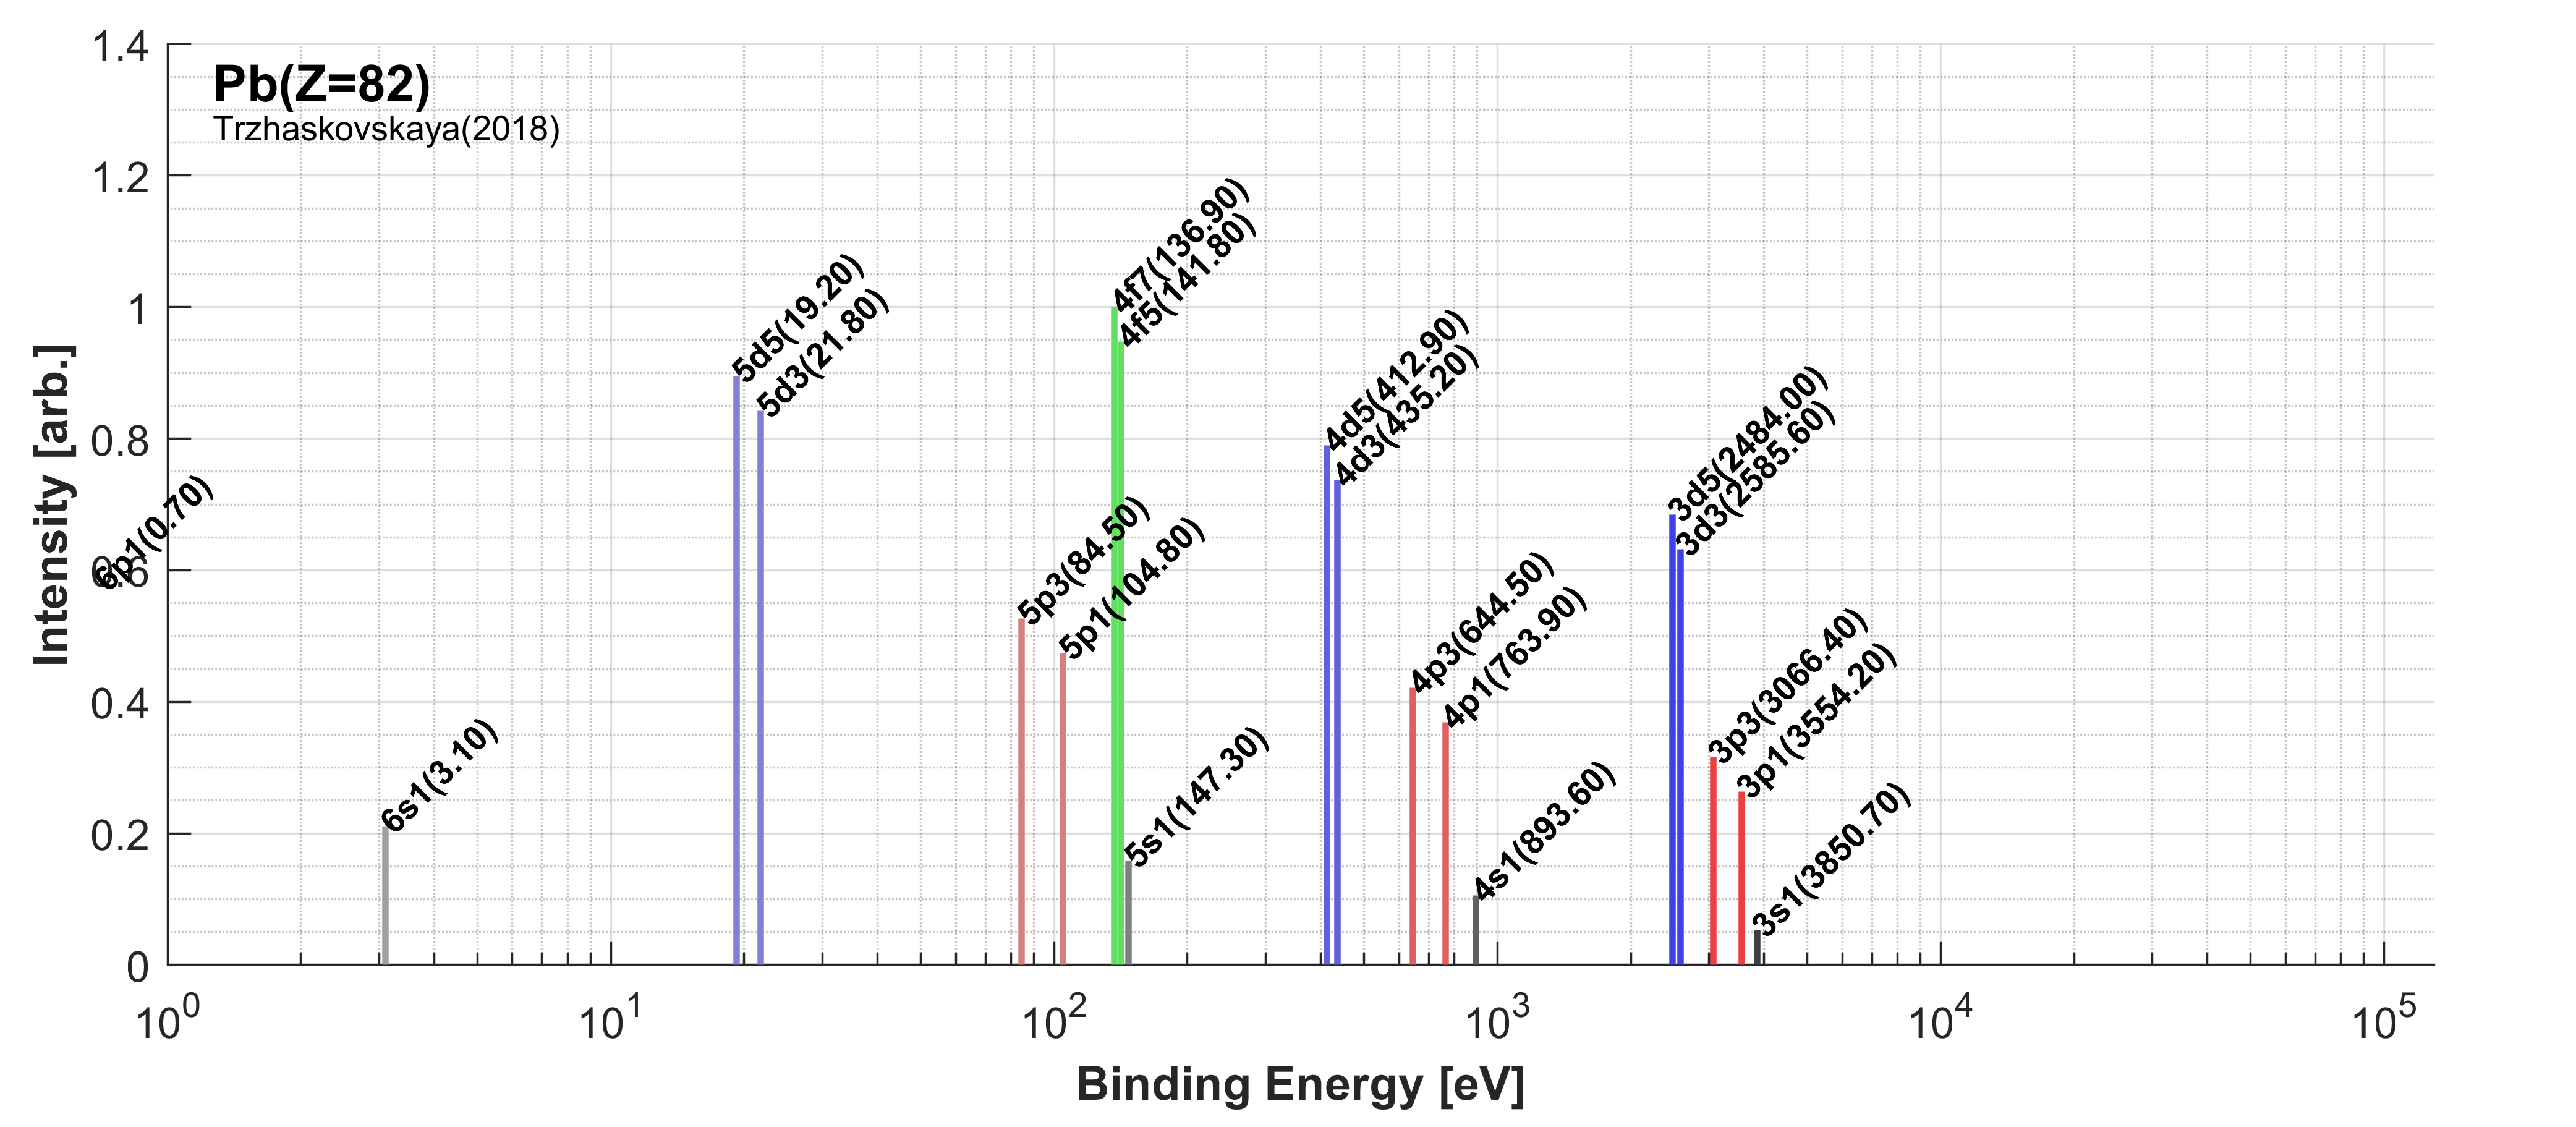 Pb(Z=82)
Trzhaskovskaya(2018)
Intensity [arb.]
1.4
1.2
1
0.8
0.6
0.4
0.2
0
6p1(0.70)
6s1(3.10)
5d5(19.20)
5d3(21.80)
5p3(84.50)
5p1(104.80)
4f7(136.90)
4f5(141.80)
5s1(147.30)
4d5(412.90)
4d3(435.20)
4p3(644.50)
4p1(763.90)
4s1(893.60)
3d5(2484.00)
3d3(2585.60)
3p3(3066.40)
3p1(3554.20)
3s1(3850.70)
10^0 10^1 10^2 10^3 10^4 10^5
Binding Energy [eV]